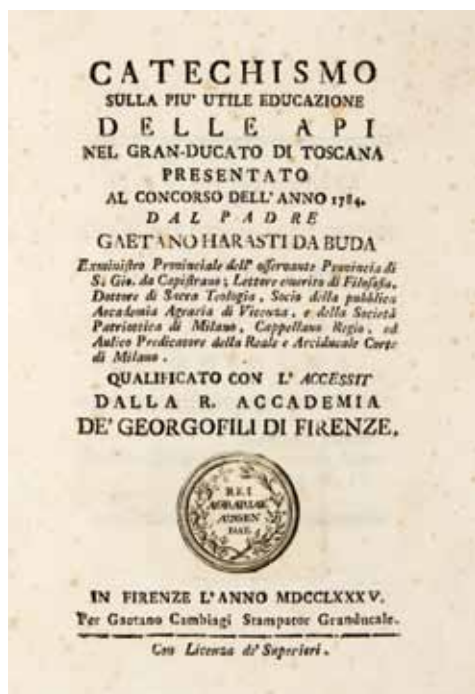 CATECHISMO
SULLA PIU' UTILE EDUCAZIONE
DELLE API
NEL GRAN-DUCATO DI TOSCANA
PRESENTATO
AL CONCORSO DELL'ANNO 1784.
DAL PADRE
GAETANO HARASTI DA BUDA
Exministro Provinciale dell' osservante Provincia di
S. Gio. da Capistrano; Lettore emerito di Filosofia,
Dottore di Sacra Teologia, Socio della pubblica
Accademia Agraria di Vicenza, e della Società
Patriottica di Milano, Cappellano Regio, ed
Aulico Predicatore della Reale e Arciducale Corte
di Milano.
QUALIFICATO CON L'ACCESSIT
DALLA R. ACCADEMIA
DE' GEORGOFILI DI FIRENZE.
REI
AGRARIAE
AUGEN
DAE
IN FIRENZE L'ANNO MDCCLXXXV.
Per Gaetano Cambiagi Stampator Granducale.
Con Licenza de' Superiori.